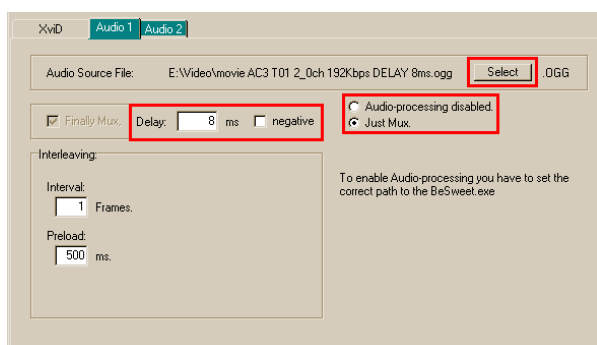 XviD Audio 1 Audio 2
Audio Source File: E:\Video\movie AC3 T01 2_0ch 192Kbps DELAY 8ms.ogg Select .OGG
Finally Mux. Delay: 8 ms negative
Audio-processing disabled.
Just Mux.
Interleaving:
Interval:
1 Frames.
Preload:
500 ms.
To enable Audio-processing you have to set the
correct path to the BeSweet.exe